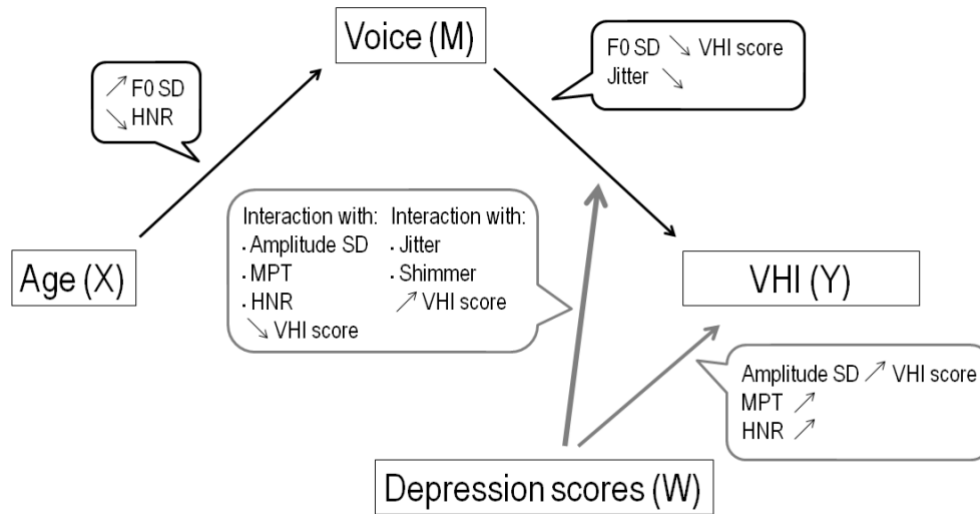 Voice (M)
↗ F0 SD
↘ HNR
F0 SD ↘ VHI score
Jitter ↘
Interaction with:
. Amplitude SD
. MPT
. HNR
↘ VHI score
Interaction with:
. Jitter
. Shimmer
↗ VHI score
Age (X)
VHI (Y)
Amplitude SD ↗ VHI score
MPT ↗
HNR ↗
Depression scores (W)